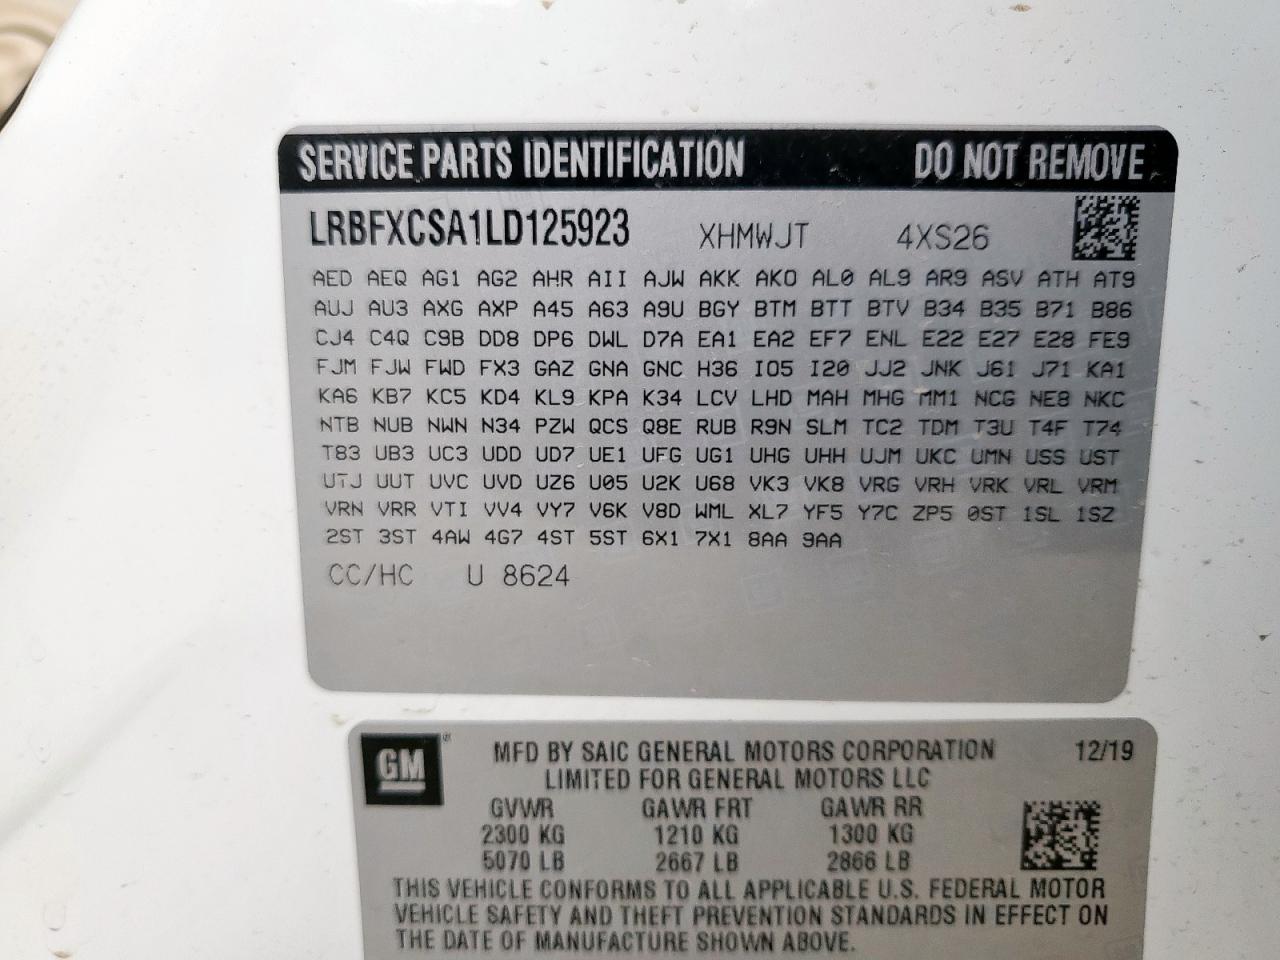 SERVICE PARTS IDENTIFICATION DO NOT REMOVE
LRBFXCSA1LD125923 XHMWJT 4XS26
AED AEQ AG1 AG2 AHR AII AJW AKK AKO AL0 AL9 AR9 ASV ATH AT9
AUJ AU3 AXG AXP A45 A63 A9U BGY BTM BTT BTV B34 B35 B71 B86
CJ4 C4Q C9B DD8 DP6 DWL D7A EA1 EA2 EF7 ENL E22 E27 E28 FE9
FJM FJW FWD FX3 GAZ GNA GNC H36 IO5 I20 JJ2 JNK J61 J71 KA1
KA6 KB7 KC5 KD4 KL9 KPA K34 LCV LHD MAH MHG MM1 NCG NE8 NKC
NTB NUB NWN N34 PZW QCS Q8E RUB R9N SLM TC2 TDM T3U T4F T74
T83 UB3 UC3 UDD UD7 UE1 UFG UG1 UHG UHH UJM UKC UMN USS UST
UTJ UUT UVC UVD UZ6 U05 U2K U68 VK3 VK8 VRG VRH VRK VRL VRM
VRN VRR VTI VV4 VY7 V6K V8D WML XL7 YF5 Y7C ZP5 0ST 1SL 1SZ
2ST 3ST 4AW 4G7 4ST 5ST 6X1 7X1 8AA 9AA
CC/HC U 8624
GM® MFD BY SAIC GENERAL MOTORS CORPORATION 12/19
LIMITED FOR GENERAL MOTORS LLC
GVWR GAWR FRT GAWR RR
2300 KG 1210 KG 1300 KG
5070 LB 2667 LB 2866 LB
THIS VEHICLE CONFORMS TO ALL APPLICABLE U.S. FEDERAL MOTOR
VEHICLE SAFETY AND THEFT PREVENTION STANDARDS IN EFFECT ON
THE DATE OF MANUFACTURE SHOWN ABOVE.